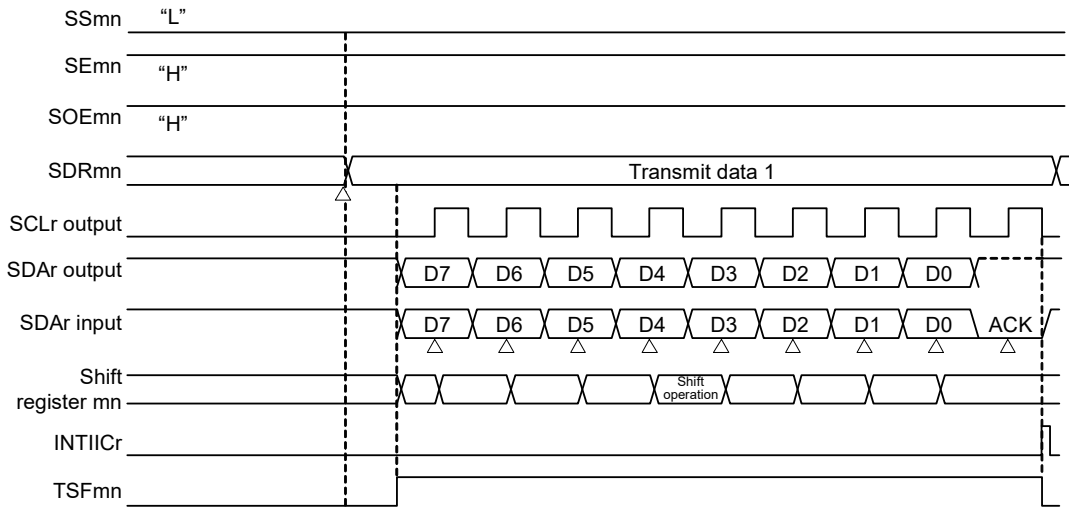 SSmn “L”
SEmn “H”
SOEmn “H”
SDRmn Transmit data 1
SCLr output
SDAr output D7 D6 D5 D4 D3 D2 D1 D0
SDAr input D7 D6 D5 D4 D3 D2 D1 D0 ACK
Shift
register mn
Shift
operation
INTIICr
TSFmn